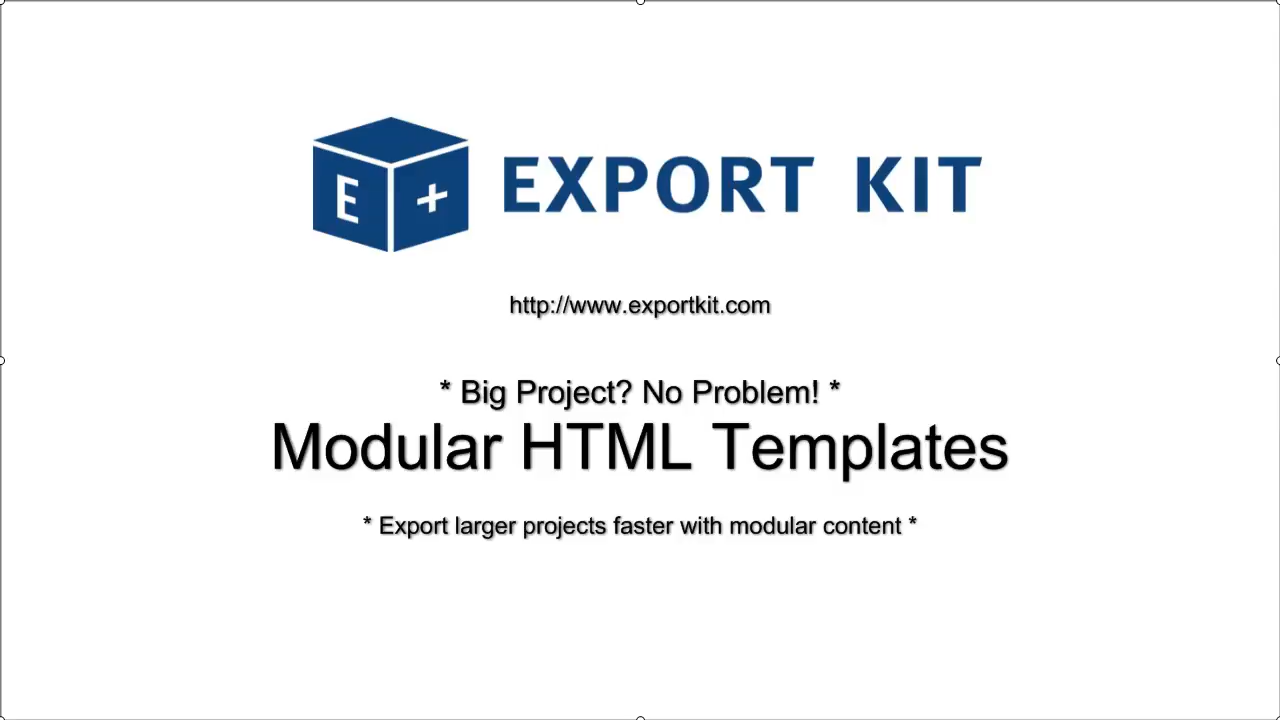 E + EXPORT KIT
http://www.exportkit.com
* Big Project? No Problem! *
Modular HTML Templates
* Export larger projects faster with modular content *